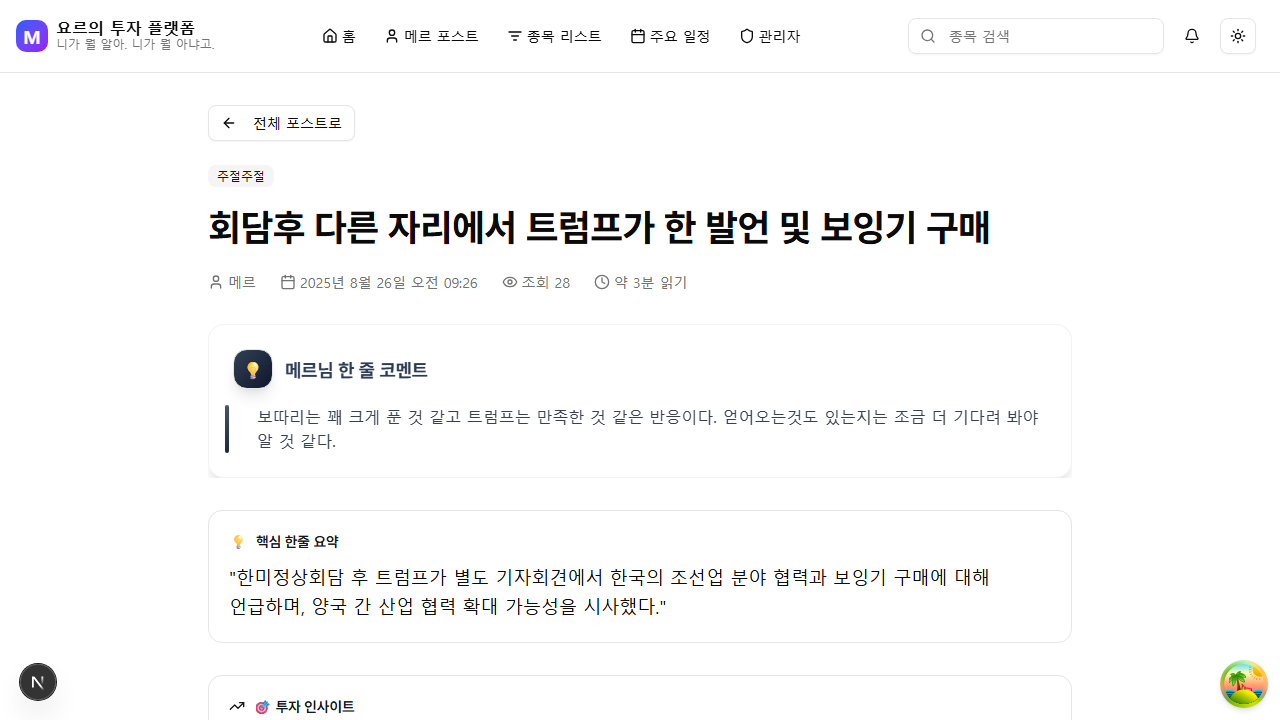 M
요르의 투자 플랫폼
니가 뭘 알아. 니가 뭘 아냐고.
홈
메르 포스트
종목 리스트
주요 일정
관리자
종목 검색
전체 포스트로
주절주절
회담후 다른 자리에서 트럼프가 한 발언 및 보잉기 구매
메르
2025년 8월 26일 오전 09:26
조회 28
약 3분 읽기
메르님 한 줄 코멘트
보따리는 꽤 크게 푼 것 같고 트럼프는 만족한 것 같은 반응이다. 얻어오는것도 있는지는 조금 더 기다려 봐야
알 것 같다.
핵심 한줄 요약
"한미정상회담 후 트럼프가 별도 기자회견에서 한국의 조선업 분야 협력과 보잉기 구매에 대해
언급하며, 양국 간 산업 협력 확대 가능성을 시사했다."
N
투자 인사이트